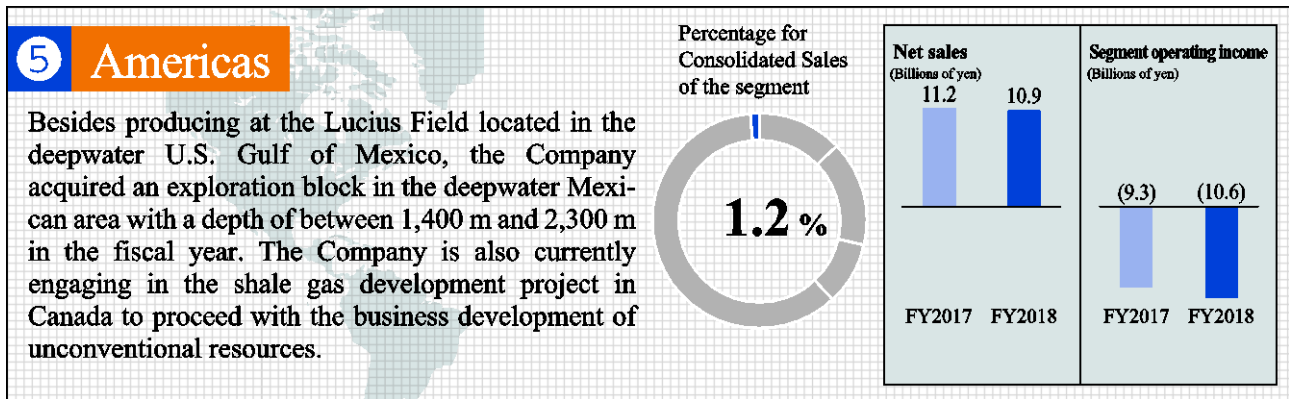 5 Americas
Besides producing at the Lucius Field located in the
deepwater U.S. Gulf of Mexico, the Company
acquired an exploration block in the deepwater Mexi-
can area with a depth of between 1,400 m and 2,300 m
in the fiscal year. The Company is also currently
engaging in the shale gas development project in
Canada to proceed with the business development of
unconventional resources.
Percentage for
Consolidated Sales
of the segment
1.2 %
Net sales
(Billions of yen)
11.2 10.9
FY2017 FY2018
Segment operating income
(Billions of yen)
(9.3) (10.6)
FY2017 FY2018